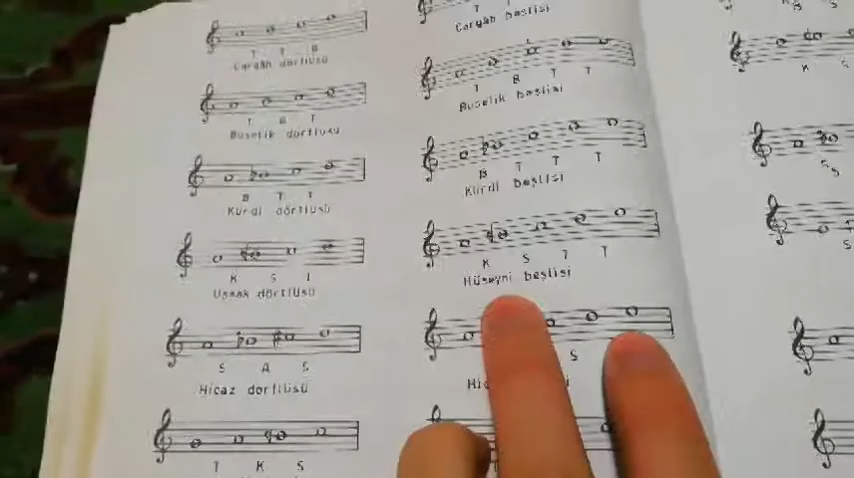 T T B
Çargâh dörtlüsü
T B T
Buselik dörtlüsü
B T T
Kürdi dörtlüsü
K S T
Uşşak dörtlüsü
S A S
Hicaz dörtlüsü
T K S
Çargâh beşlisi
T B T T
Buselik beşlisi
B T T T
Kürdi beşlisi
K S T T
Hüseyni beşlisi
S